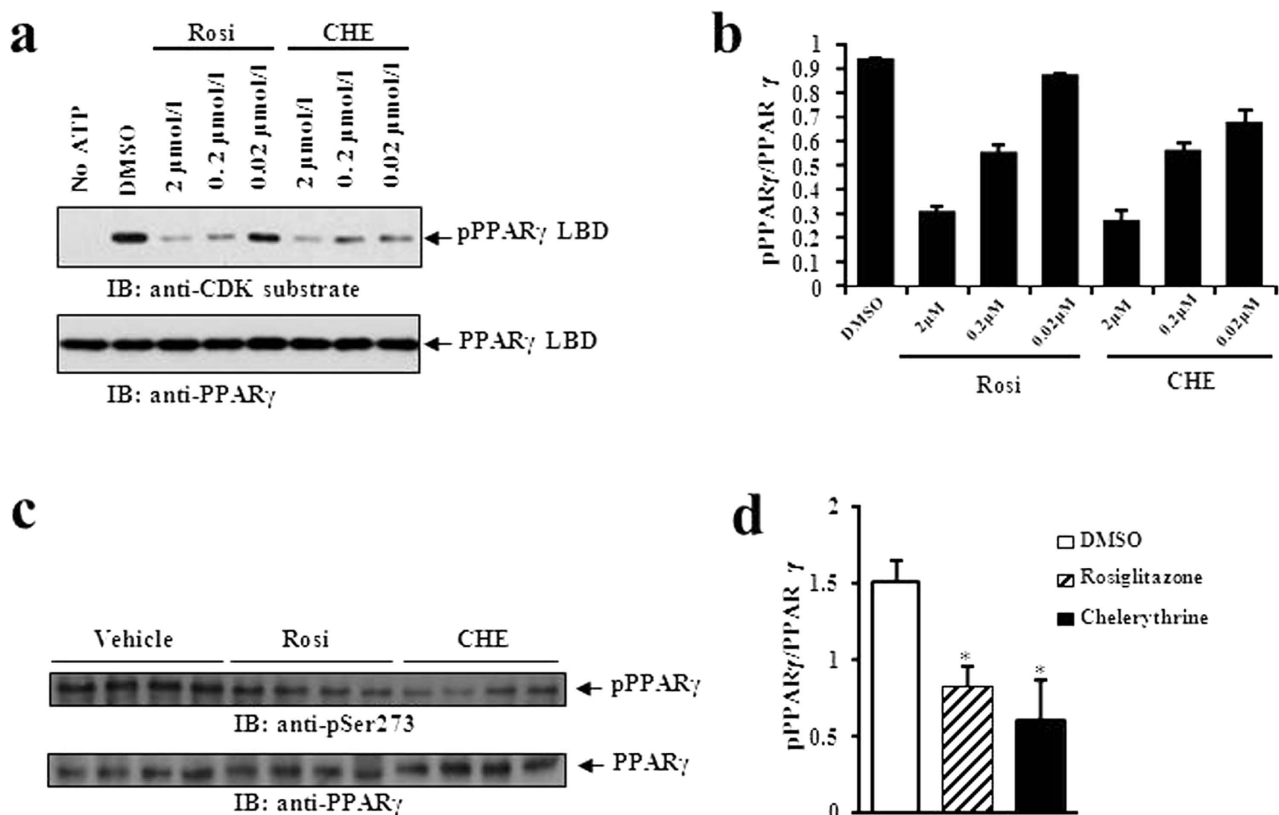 a
Rosi CHE
No ATP
DMSO
2 µmol/l
0.2 µmol/l
0.02 µmol/l
2 µmol/l
0.2 µmol/l
0.02 µmol/l
pPPARγ LBD
IB: anti-CDK substrate
PPARγ LBD
IB: anti-PPARγ
b
pPPARγ/PPAR γ
1
0.9
0.8
0.7
0.6
0.5
0.4
0.3
0.2
0.1
0
DMSO
2µM
0.2µM
0.02µM
2µM
0.2µM
0.02µM
Rosi CHE
c
Vehicle Rosi CHE
pPPARγ
IB: anti-pSer273
PPARγ
IB: anti-PPARγ
d
pPPARγ/PPAR γ
2
1.5
1
0.5
0
* *
DMSO
Rosiglitazone
Chelerythrine